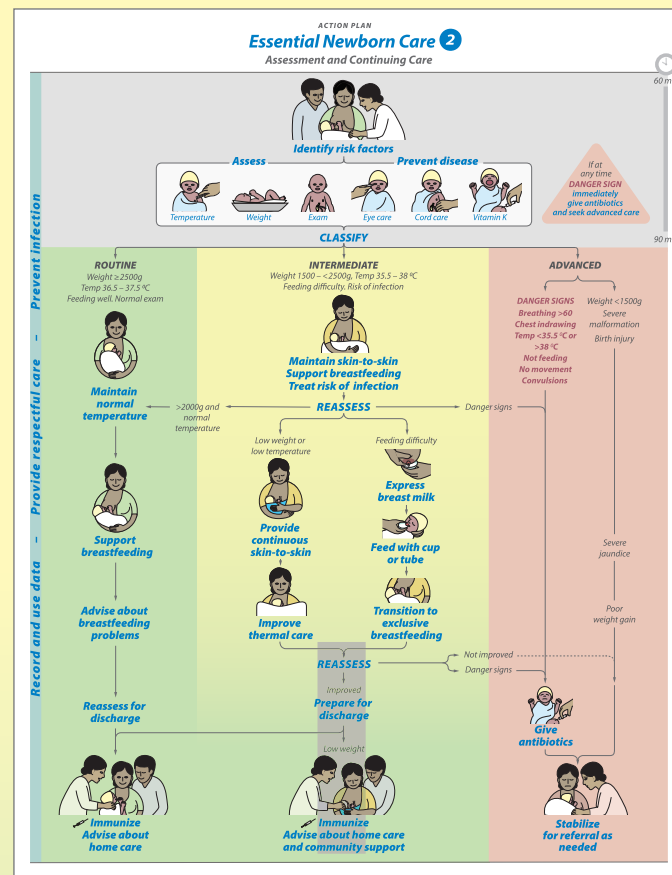 ACTION PLAN
Essential Newborn Care 2
Assessment and Continuing Care
60 m
Identify risk factors
Assess
Prevent disease
Temperature
Weight
Exam
Eye care
Cord care
Vitamin K
If at
any time
DANGER SIGN
immediately
give antibiotics
and seek advanced care
CLASSIFY
90 m
Prevent infection
–
Provide respectful care
–
Record and use data
ROUTINE
Weight ≥2500g
Temp 36.5 – 37.5 ºC
Feeding well. Normal exam
INTERMEDIATE
Weight 1500 – <2500g, Temp 35.5 – 38 ºC
Feeding difficulty. Risk of infection
ADVANCED
DANGER SIGNS
Breathing >60
Chest indrawing
Temp <35.5 ºC or
>38 ºC
Not feeding
No movement
Convulsions
Weight <1500g
Severe
malformation
Birth injury
Maintain skin-to-skin
Support breastfeeding
Treat risk of infection
Maintain
normal
temperature
>2000g and
normal
temperature
REASSESS
Danger signs
Low weight or
low temperature
Feeding difficulty
Express
breast milk
Support
breastfeeding
Provide
continuous
skin-to-skin
Feed with cup
or tube
Severe
jaundice
Advise about
breastfeeding
problems
Improve
thermal care
Transition to
exclusive
breastfeeding
Poor
weight gain
REASSESS
Not improved
Danger signs
Improved
Prepare for
discharge
Reassess for
discharge
Give
antibiotics
Low weight
Immunize
Advise about
home care
Immunize
Advise about home care
and community support
Stabilize
for referral as
needed